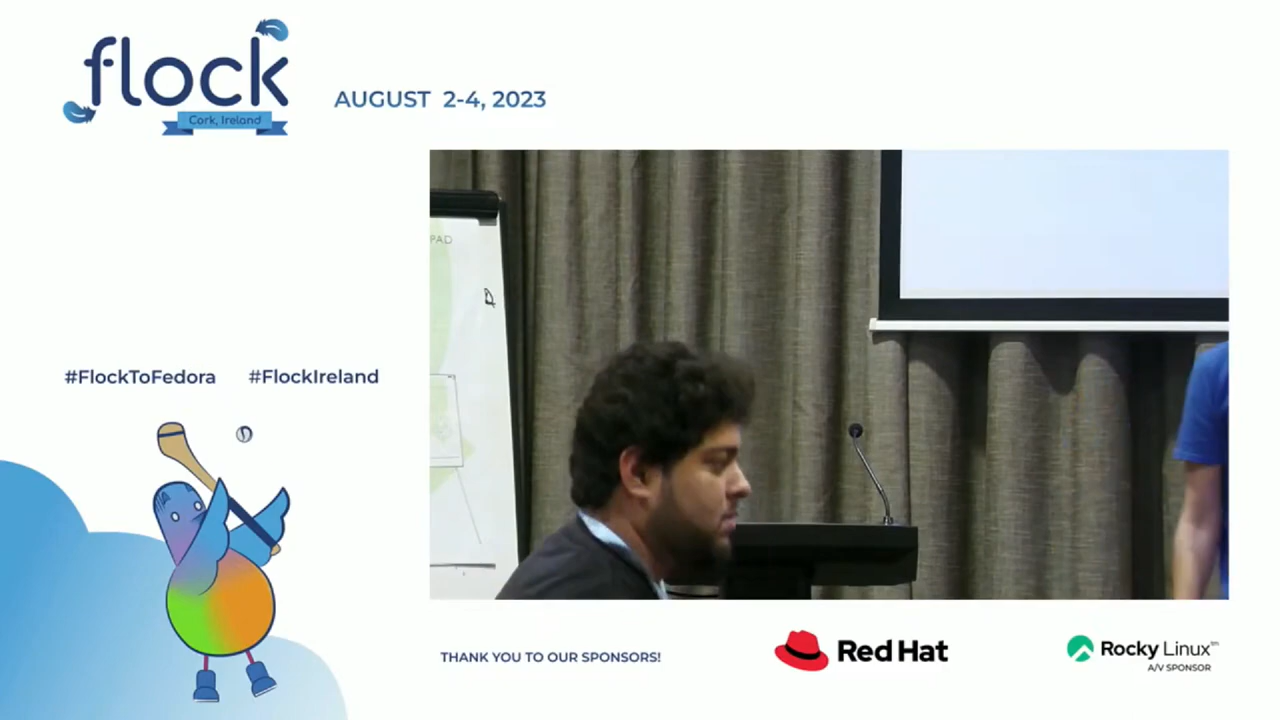 flock
Cork, Ireland
AUGUST 2-4, 2023
PAD
#FlockToFedora #FlockIreland
THANK YOU TO OUR SPONSORS!
Red Hat
Rocky Linux™
A/V SPONSOR